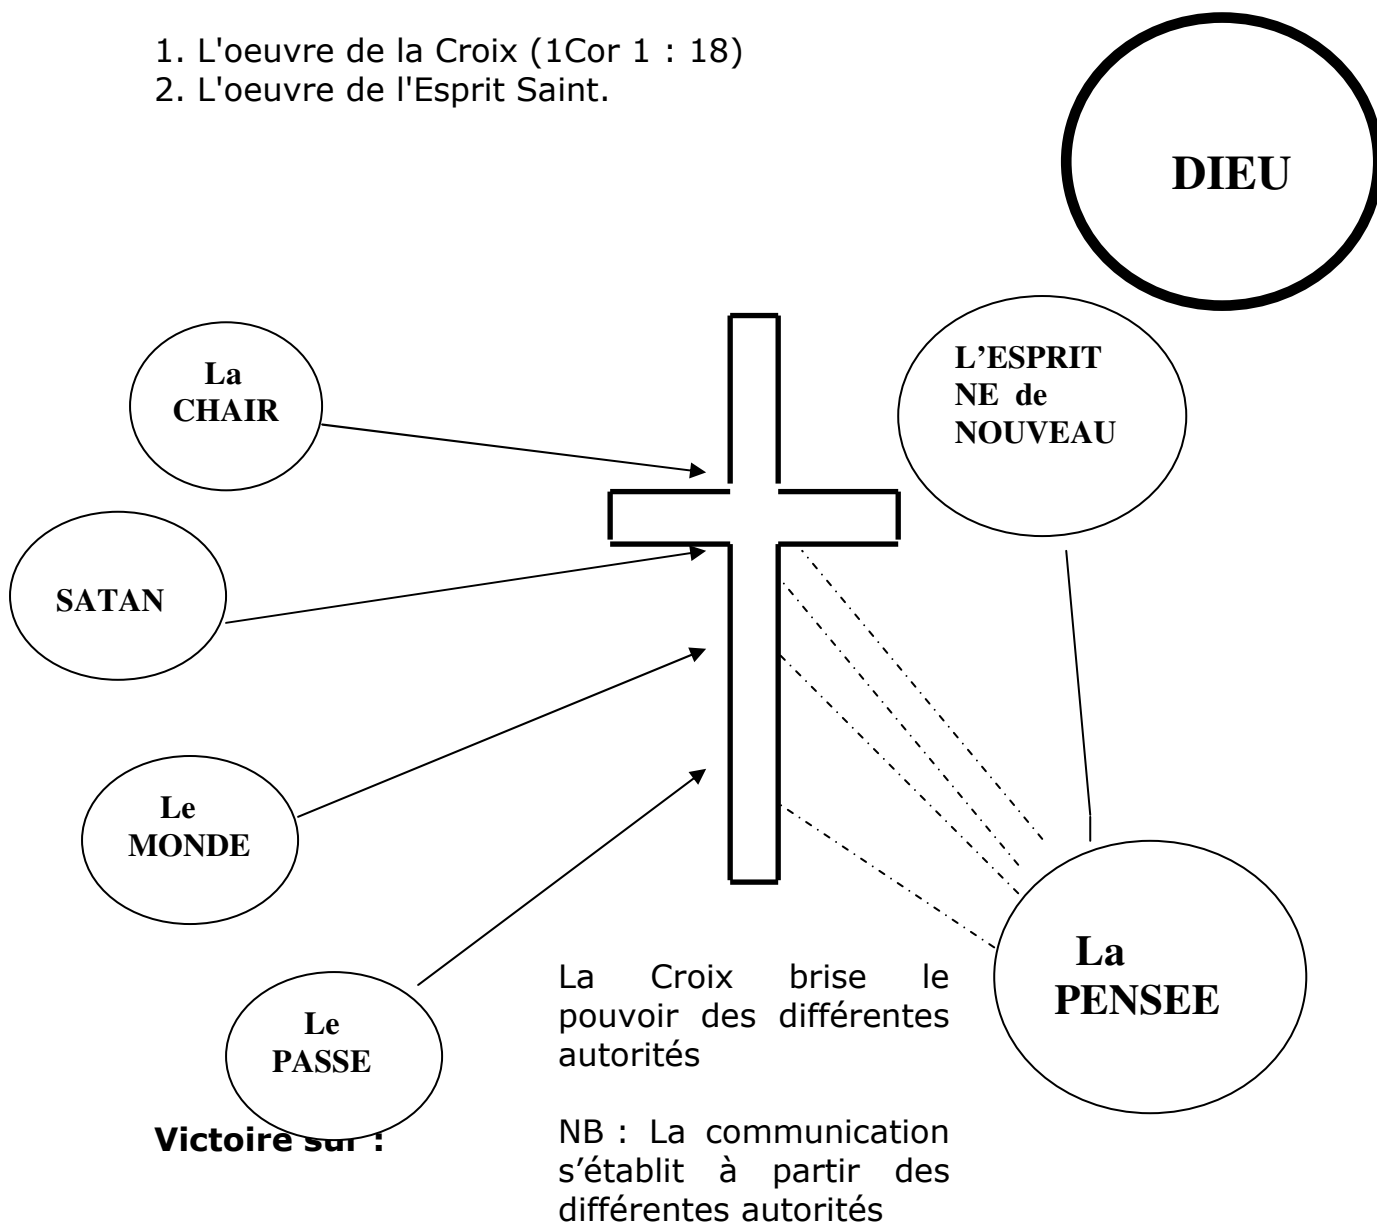 1. L'oeuvre de la Croix (1Cor 1 : 18)
2. L'oeuvre de l'Esprit Saint.
DIEU
L'ESPRIT
NE de
NOUVEAU
La
CHAIR
SATAN
Le
MONDE
Le
PASSE
La
PENSEE
La Croix brise le
pouvoir des différentes
autorités
Victoire sur :
NB : La communication
s’établit à partir des
différentes autorités